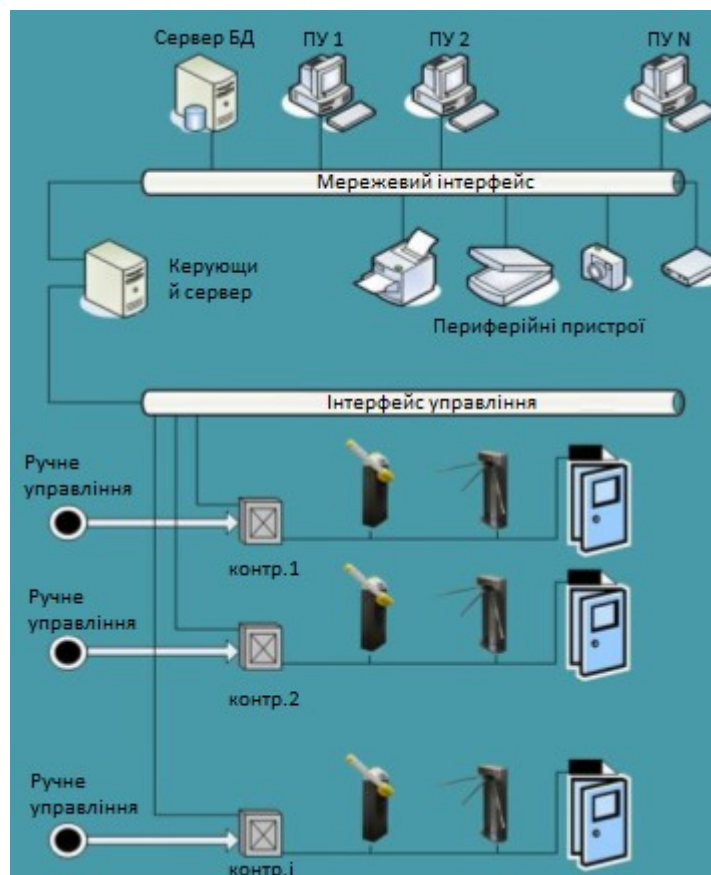 Сервер БД
ПУ 1
ПУ 2
ПУ N
Мережевий інтерфейс
Керующи
й сервер
Периферійні пристрої
Інтерфейс управління
Ручне
управління
контр.1
Ручне
управління
контр.2
Ручне
управління
контр.і